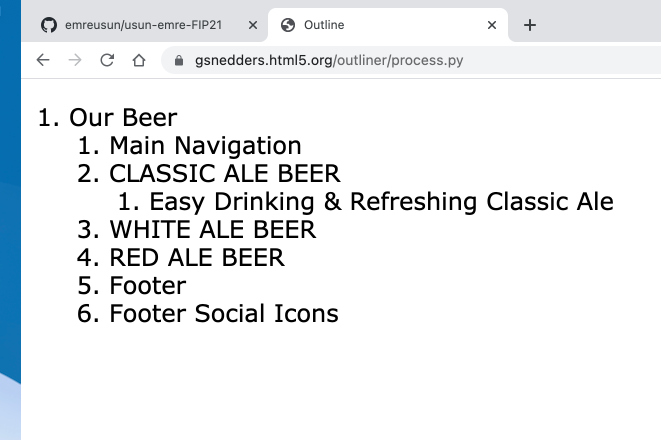 emreusun/usun-emre-FIP21
Outline
gsnedders.html5.org/outliner/process.py
1. Our Beer
1. Main Navigation
2. CLASSIC ALE BEER
1. Easy Drinking & Refreshing Classic Ale
3. WHITE ALE BEER
4. RED ALE BEER
5. Footer
6. Footer Social Icons